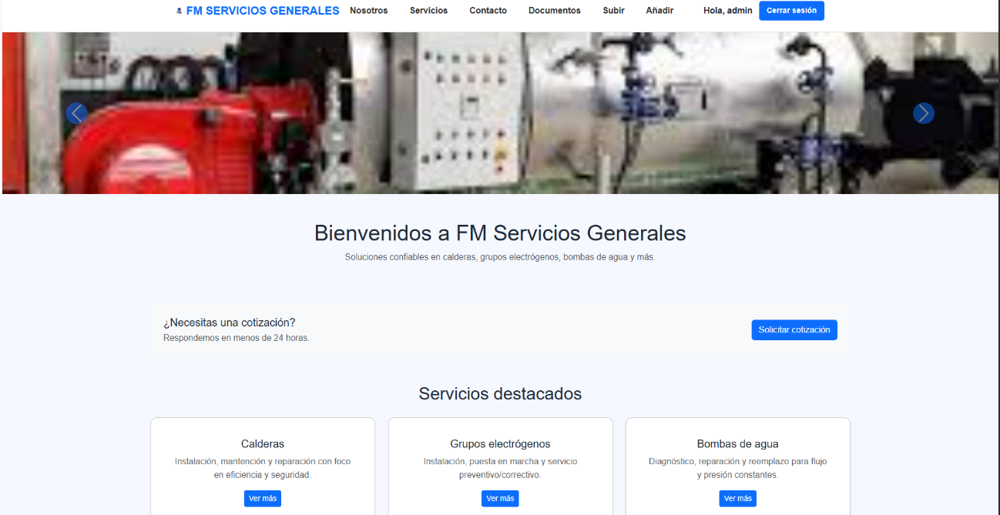 FM SERVICIOS GENERALES Nosotros Servicios Contacto Documentos Subir Añadir Hola, admin Cerrar sesión
Bienvenidos a FM Servicios Generales
Soluciones confiables en calderas, grupos electrógenos, bombas de agua y más.
¿Necesitas una cotización?
Respondemos en menos de 24 horas.
Solicitar cotización
Servicios destacados
Calderas
Instalación, mantención y reparación con foco
en eficiencia y seguridad.
Ver más
Grupos electrógenos
Instalación, puesta en marcha y servicio
preventivo/correctivo.
Ver más
Bombas de agua
Diagnóstico, reparación y reemplazo para flujo
y presión constantes.
Ver más